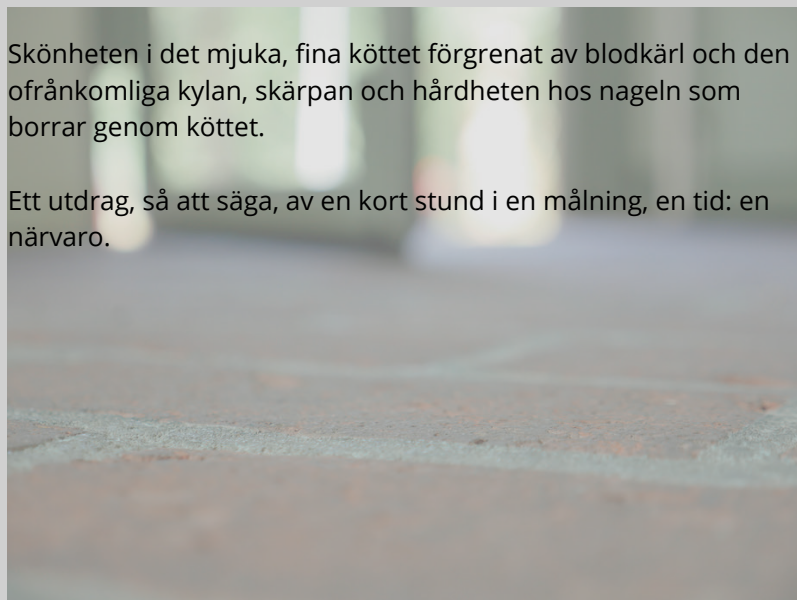 Skönheten i det mjuka, fina köttet förgrenat av blodkärl och den
ofrånkomliga kylan, skärpan och hårdheten hos nageln som
borrar genom köttet.
Ett utdrag, så att säga, av en kort stund i en målning, en tid: en
närvaro.